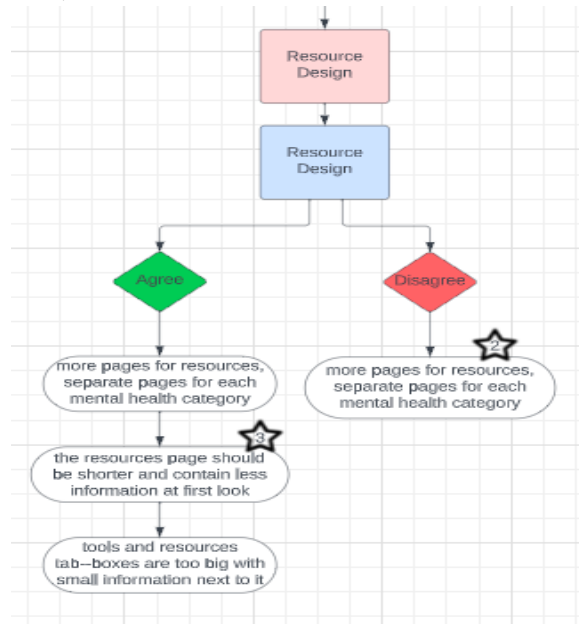 Resource
Design
Resource
Design
Agree
Disagree
more pages for resources,
separate pages for each
mental health category
2
more pages for resources,
separate pages for each
mental health category
3
the resources page should
be shorter and contain less
information at first look
tools and resources
tab--boxes are too big with
small information next to it